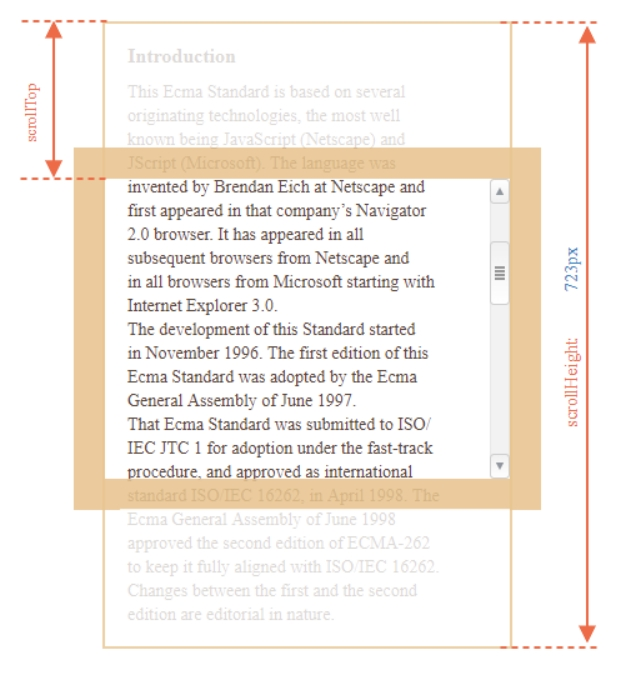 Introduction
This Ecma Standard is based on several
originating technologies, the most well
known being JavaScript (Netscape) and
JScript (Microsoft). The language was
invented by Brendan Eich at Netscape and
first appeared in that company’s Navigator
2.0 browser. It has appeared in all
subsequent browsers from Netscape and
in all browsers from Microsoft starting with
Internet Explorer 3.0.
The development of this Standard started
in November 1996. The first edition of this
Ecma Standard was adopted by the Ecma
General Assembly of June 1997.
That Ecma Standard was submitted to ISO/
IEC JTC 1 for adoption under the fast-track
procedure, and approved as international
standard ISO/IEC 16262, in April 1998. The
Ecma General Assembly of June 1998
approved the second edition of ECMA-262
to keep it fully aligned with ISO/IEC 16262.
Changes between the first and the second
edition are editorial in nature.
scrollTop
scrollHeight: 723px